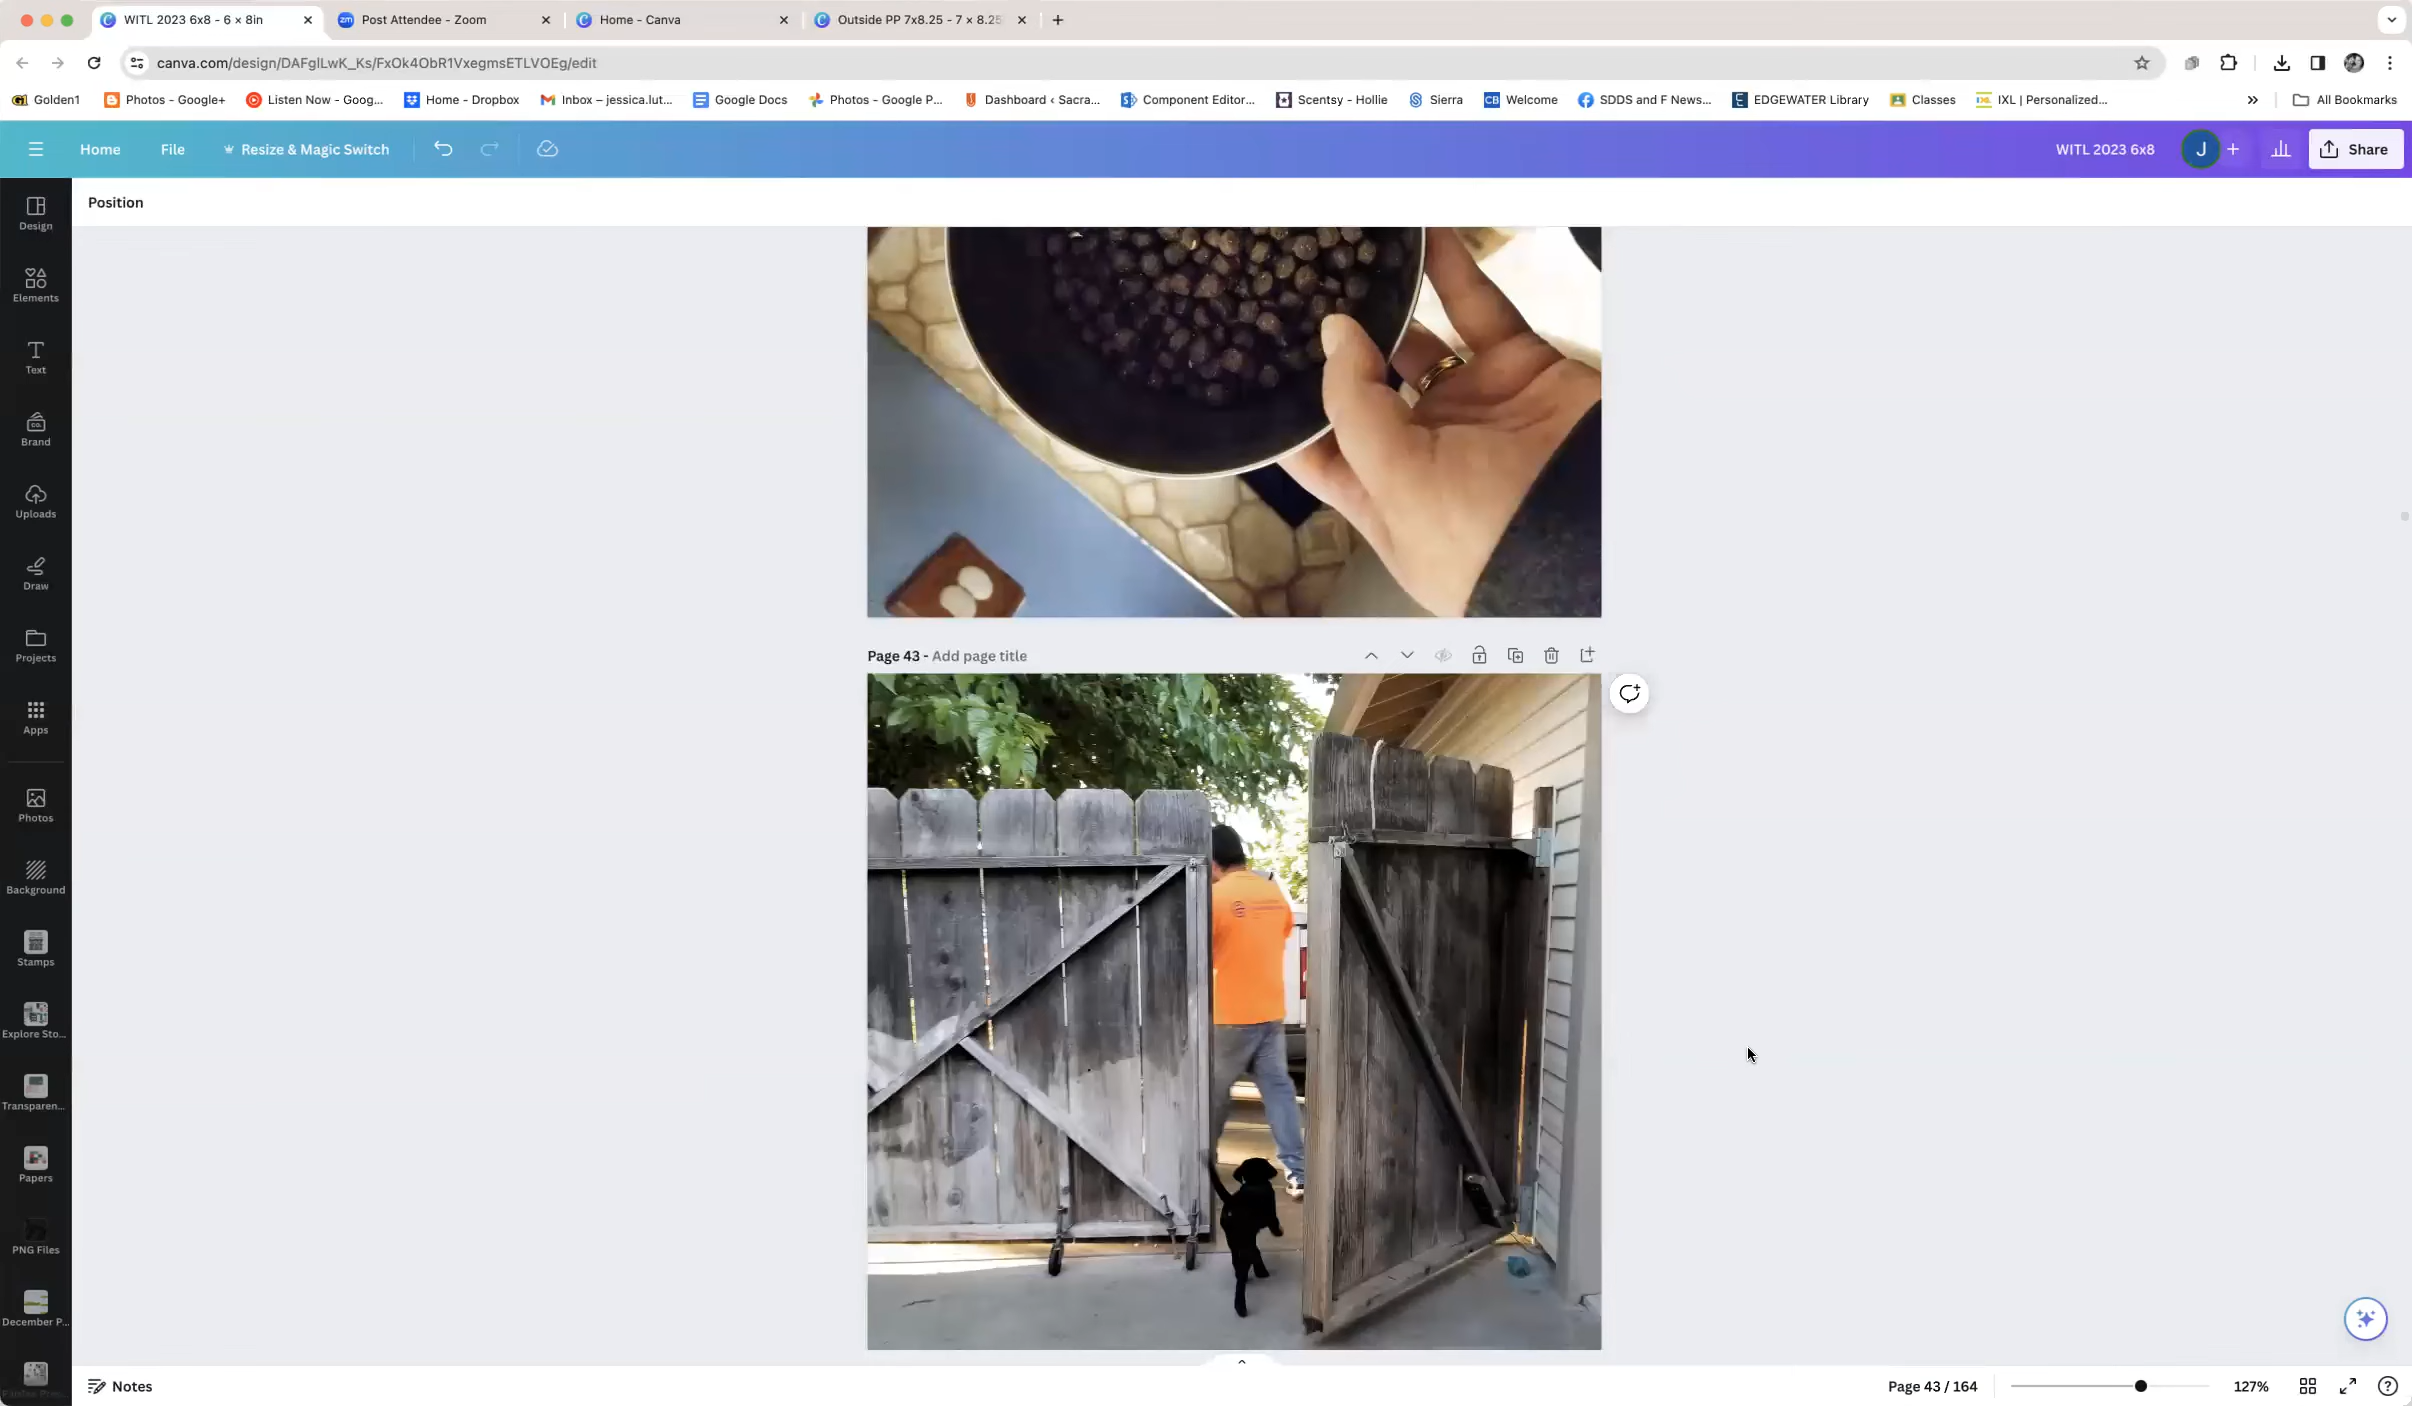 WITL 2023 6x8 - 6 × 8in
Post Attendee - Zoom
Home - Canva
Outside PP 7x8.25 - 7 × 8.25
canva.com/design/DAFglLwK_Ks/FxOk4ObR1VxegmsETLVOEg/edit
Golden1
Photos - Google+
Listen Now - Goog...
Home - Dropbox
Inbox – jessica.lut...
Google Docs
Photos - Google P...
Dashboard ‹ Sacra...
Component Editor...
Scentsy - Hollie
Sierra
CB Welcome
SDDS and F News...
EDGEWATER Library
Classes
IXL | Personalized...
All Bookmarks
Home
File
Resize & Magic Switch
WITL 2023 6x8
J
Share
Position
Design
Elements
Text
Brand
Uploads
Draw
Projects
Apps
Photos
Background
Stamps
Explore Sto...
Transparen...
Papers
PNG Files
December P...
Page 43 - Add page title
Notes
Page 43 / 164
127%